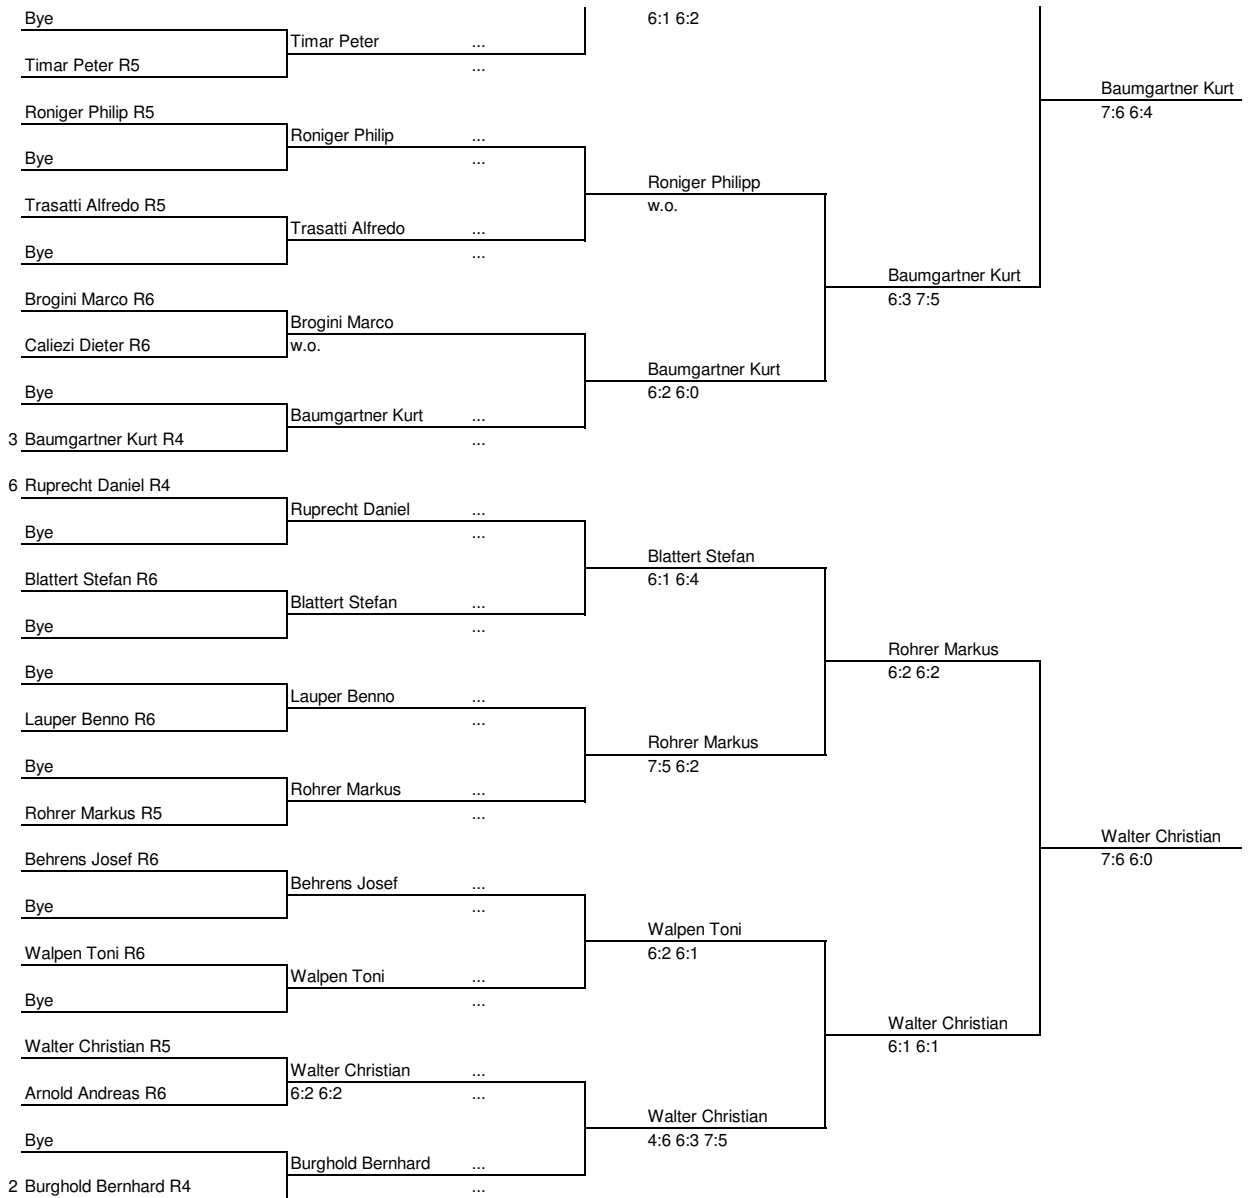 Bye
6:1 6:2
Timar Peter ...
Timar Peter R5 ...
Baumgartner Kurt
7:6 6:4
Roniger Philip R5
Roniger Philip ...
Bye ...
Roniger Philipp
w.o.
Trasatti Alfredo R5
Trasatti Alfredo ...
Bye ...
Baumgartner Kurt
6:3 7:5
Brogini Marco R6
Brogini Marco
Caliezi Dieter R6 w.o.
Baumgartner Kurt
6:2 6:0
Bye
Baumgartner Kurt ...
3 Baumgartner Kurt R4 ...
6 Ruprecht Daniel R4
Ruprecht Daniel ...
Bye ...
Blattert Stefan
6:1 6:4
Blattert Stefan R6
Blattert Stefan ...
Bye ...
Rohrer Markus
6:2 6:2
Bye
Lauper Benno ...
Lauper Benno R6 ...
Rohrer Markus
7:5 6:2
Bye
Rohrer Markus ...
Rohrer Markus R5 ...
Walter Christian
7:6 6:0
Behrens Josef R6
Behrens Josef ...
Bye ...
Walpen Toni
6:2 6:1
Walpen Toni R6
Walpen Toni ...
Bye ...
Walter Christian
6:1 6:1
Walter Christian R5
Walter Christian ...
Arnold Andreas R6 6:2 6:2 ...
Walter Christian
4:6 6:3 7:5
Bye
Burghold Bernhard ...
2 Burghold Bernhard R4 ...